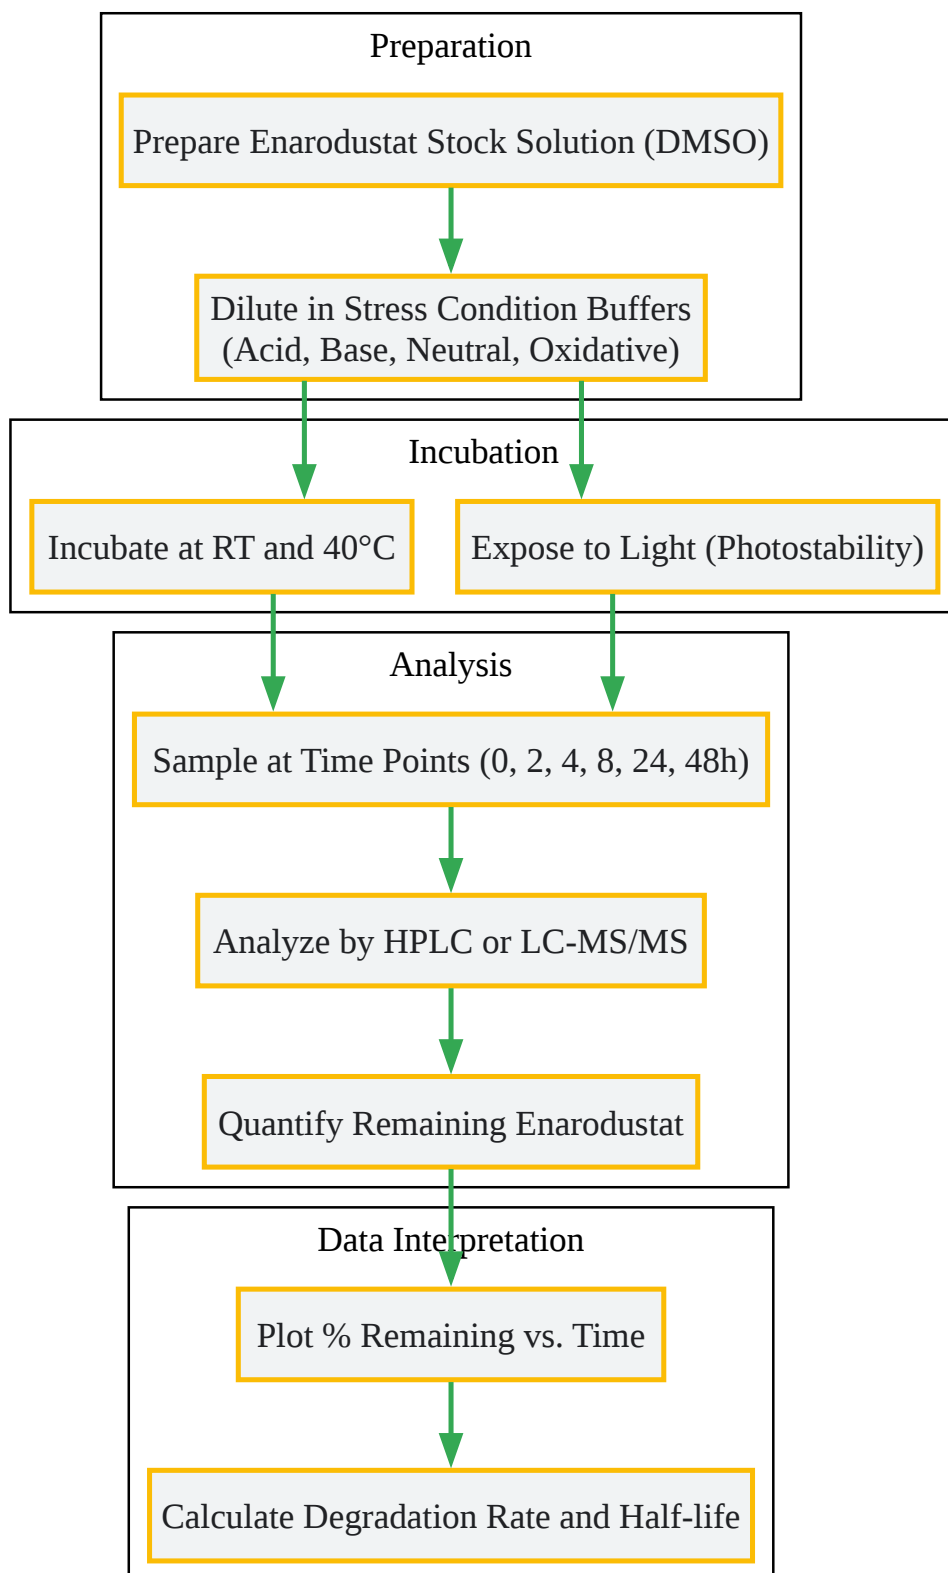 Preparation
Prepare Enarodustat Stock Solution (DMSO)
Dilute in Stress Condition Buffers
(Acid, Base, Neutral, Oxidative)
Incubation
Incubate at RT and 40°C
Expose to Light (Photostability)
Analysis
Sample at Time Points (0, 2, 4, 8, 24, 48h)
Analyze by HPLC or LC-MS/MS
Quantify Remaining Enarodustat
Data Interpretation
Plot % Remaining vs. Time
Calculate Degradation Rate and Half-life